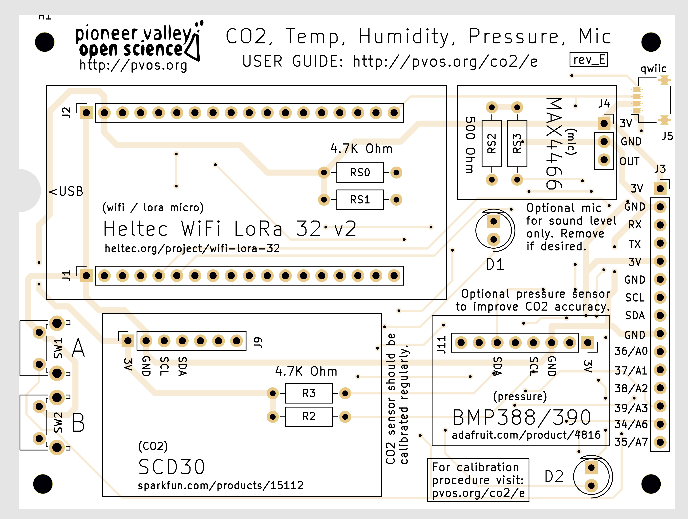 H1
pioneer valley
open science
http://pvos.org
CO2, Temp, Humidity, Pressure, Mic
USER GUIDE: http://pvos.org/co2/e
rev_E
qwiic
J5
J2
<USB
4.7K Ohm
RS0
RS1
(wifi / lora micro)
Heltec WiFi LoRa 32 v2
heltec.org/project/wifi-lora-32
J1
500 Ohm
RS2
RS3
(mic)
MAX4466
J4
3V
GND
OUT
Optional mic
for sound level
only. Remove
if desired.
D1
J3
3V
GND
RX
TX
3V
GND
SCL
SDA
GND
36/A0
37/A1
38/A2
39/A3
34/A6
35/A7
Optional pressure sensor
to improve CO2 accuracy.
SW1
A
SW2
B
J9
3V
GND
SCL
SDA
4.7K Ohm
R3
R2
(CO2)
SCD30
sparkfun.com/products/15112
CO2 sensor should be
calibrated regularly.
J11
SDA
SCL
GND
3V
(pressure)
BMP388/390
adafruit.com/product/4816
For calibration
procedure visit:
pvos.org/co2/e
D2